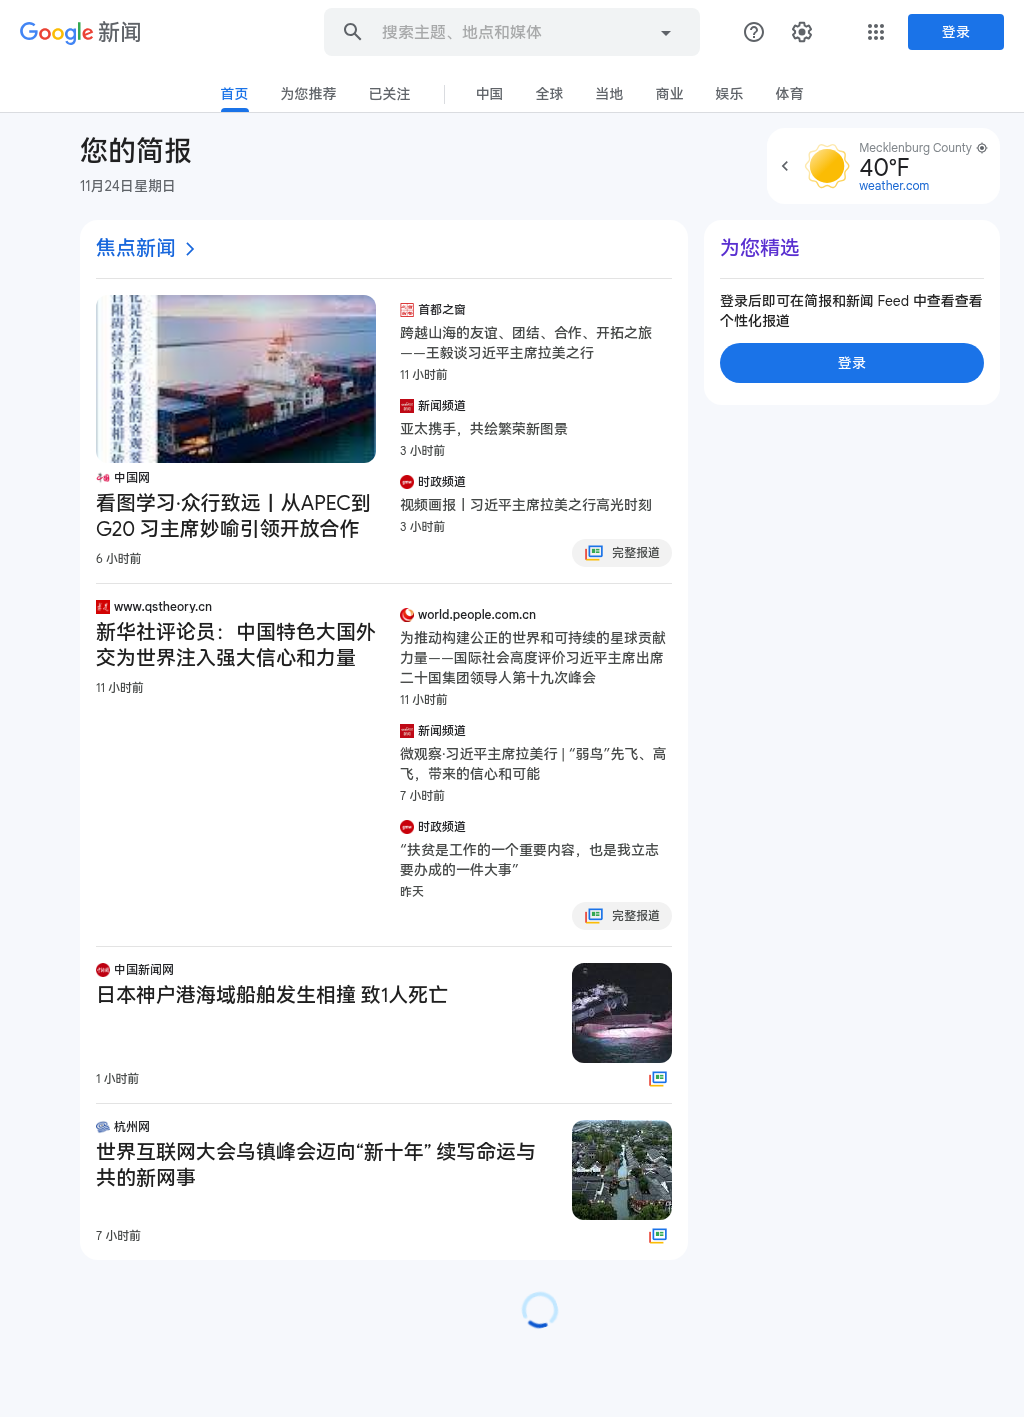 Google 新闻
搜索主题、地点和媒体
登录
首页
为您推荐
已关注
中国
全球
当地
商业
娱乐
体育
您的简报
11月24日星期日
Mecklenburg County
40°F
weather.com
焦点新闻
中国网
看图学习·众行致远丨从APEC到
G20 习主席妙喻引领开放合作
6 小时前
首都之窗
跨越山海的友谊、团结、合作、开拓之旅
——王毅谈习近平主席拉美之行
11 小时前
新闻频道
亚太携手，共绘繁荣新图景
3 小时前
时政频道
视频画报丨习近平主席拉美之行高光时刻
3 小时前
完整报道
www.qstheory.cn
新华社评论员：中国特色大国外
交为世界注入强大信心和力量
11 小时前
world.people.com.cn
为推动构建公正的世界和可持续的星球贡献
力量——国际社会高度评价习近平主席出席
二十国集团领导人第十九次峰会
11 小时前
新闻频道
微观察·习近平主席拉美行 | “弱鸟”先飞、高
飞，带来的信心和可能
7 小时前
时政频道
“扶贫是工作的一个重要内容，也是我立志
要办成的一件大事”
昨天
完整报道
中国新闻网
日本神户港海域船舶发生相撞 致1人死亡
1 小时前
杭州网
世界互联网大会乌镇峰会迈向“新十年” 续写命运与
共的新网事
7 小时前
为您精选
登录后即可在简报和新闻 Feed 中查看查看
个性化报道
登录